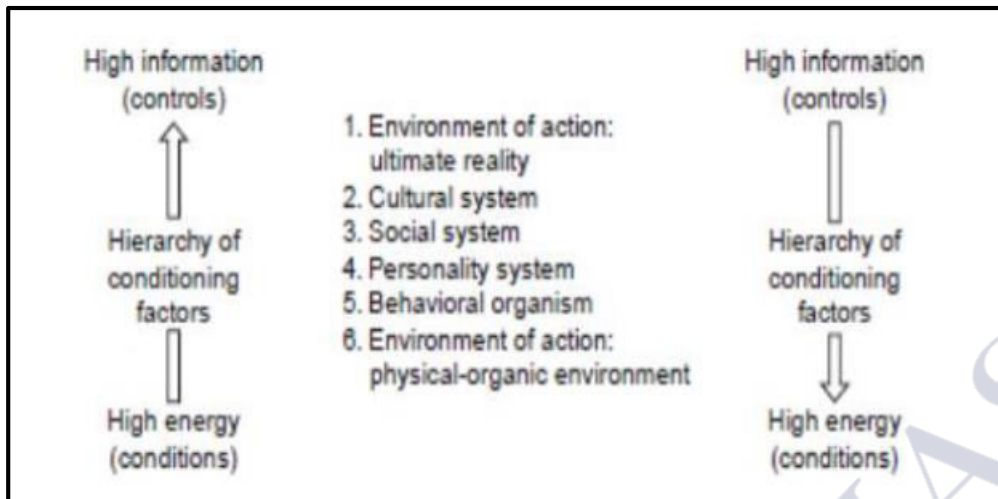 High information
(controls)
Hierarchy of
conditioning
factors
High energy
(conditions)
1. Environment of action:
ultimate reality
2. Cultural system
3. Social system
4. Personality system
5. Behavioral organism
6. Environment of action:
physical-organic environment
High information
(controls)
Hierarchy of
conditioning
factors
High energy
(conditions)